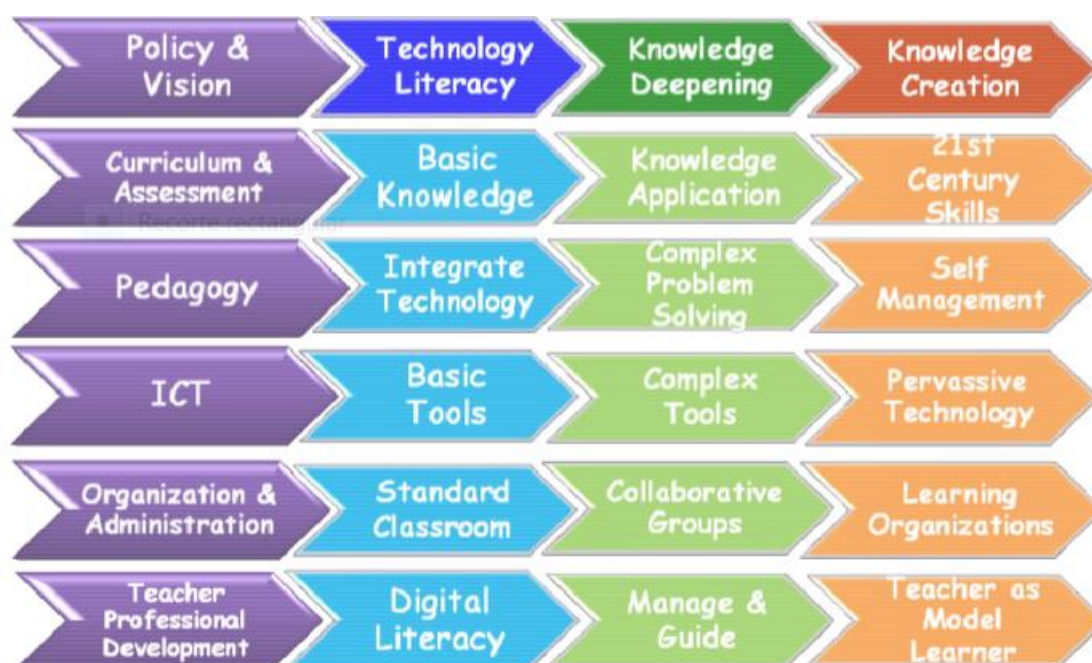 Policy &
Vision
Technology
Literacy
Knowledge
Deepening
Knowledge
Creation
Curriculum &
Assessment
Basic
Knowledge
Knowledge
Application
21st
Century
Skills
Recorte rectangular
Pedagogy
Integrate
Technology
Complex
Problem
Solving
Self
Management
ICT
Basic
Tools
Complex
Tools
Pervassive
Technology
Organization &
Administration
Standard
Classroom
Collaborative
Groups
Learning
Organizations
Teacher
Professional
Development
Digital
Literacy
Manage &
Guide
Teacher as
Model
Learner